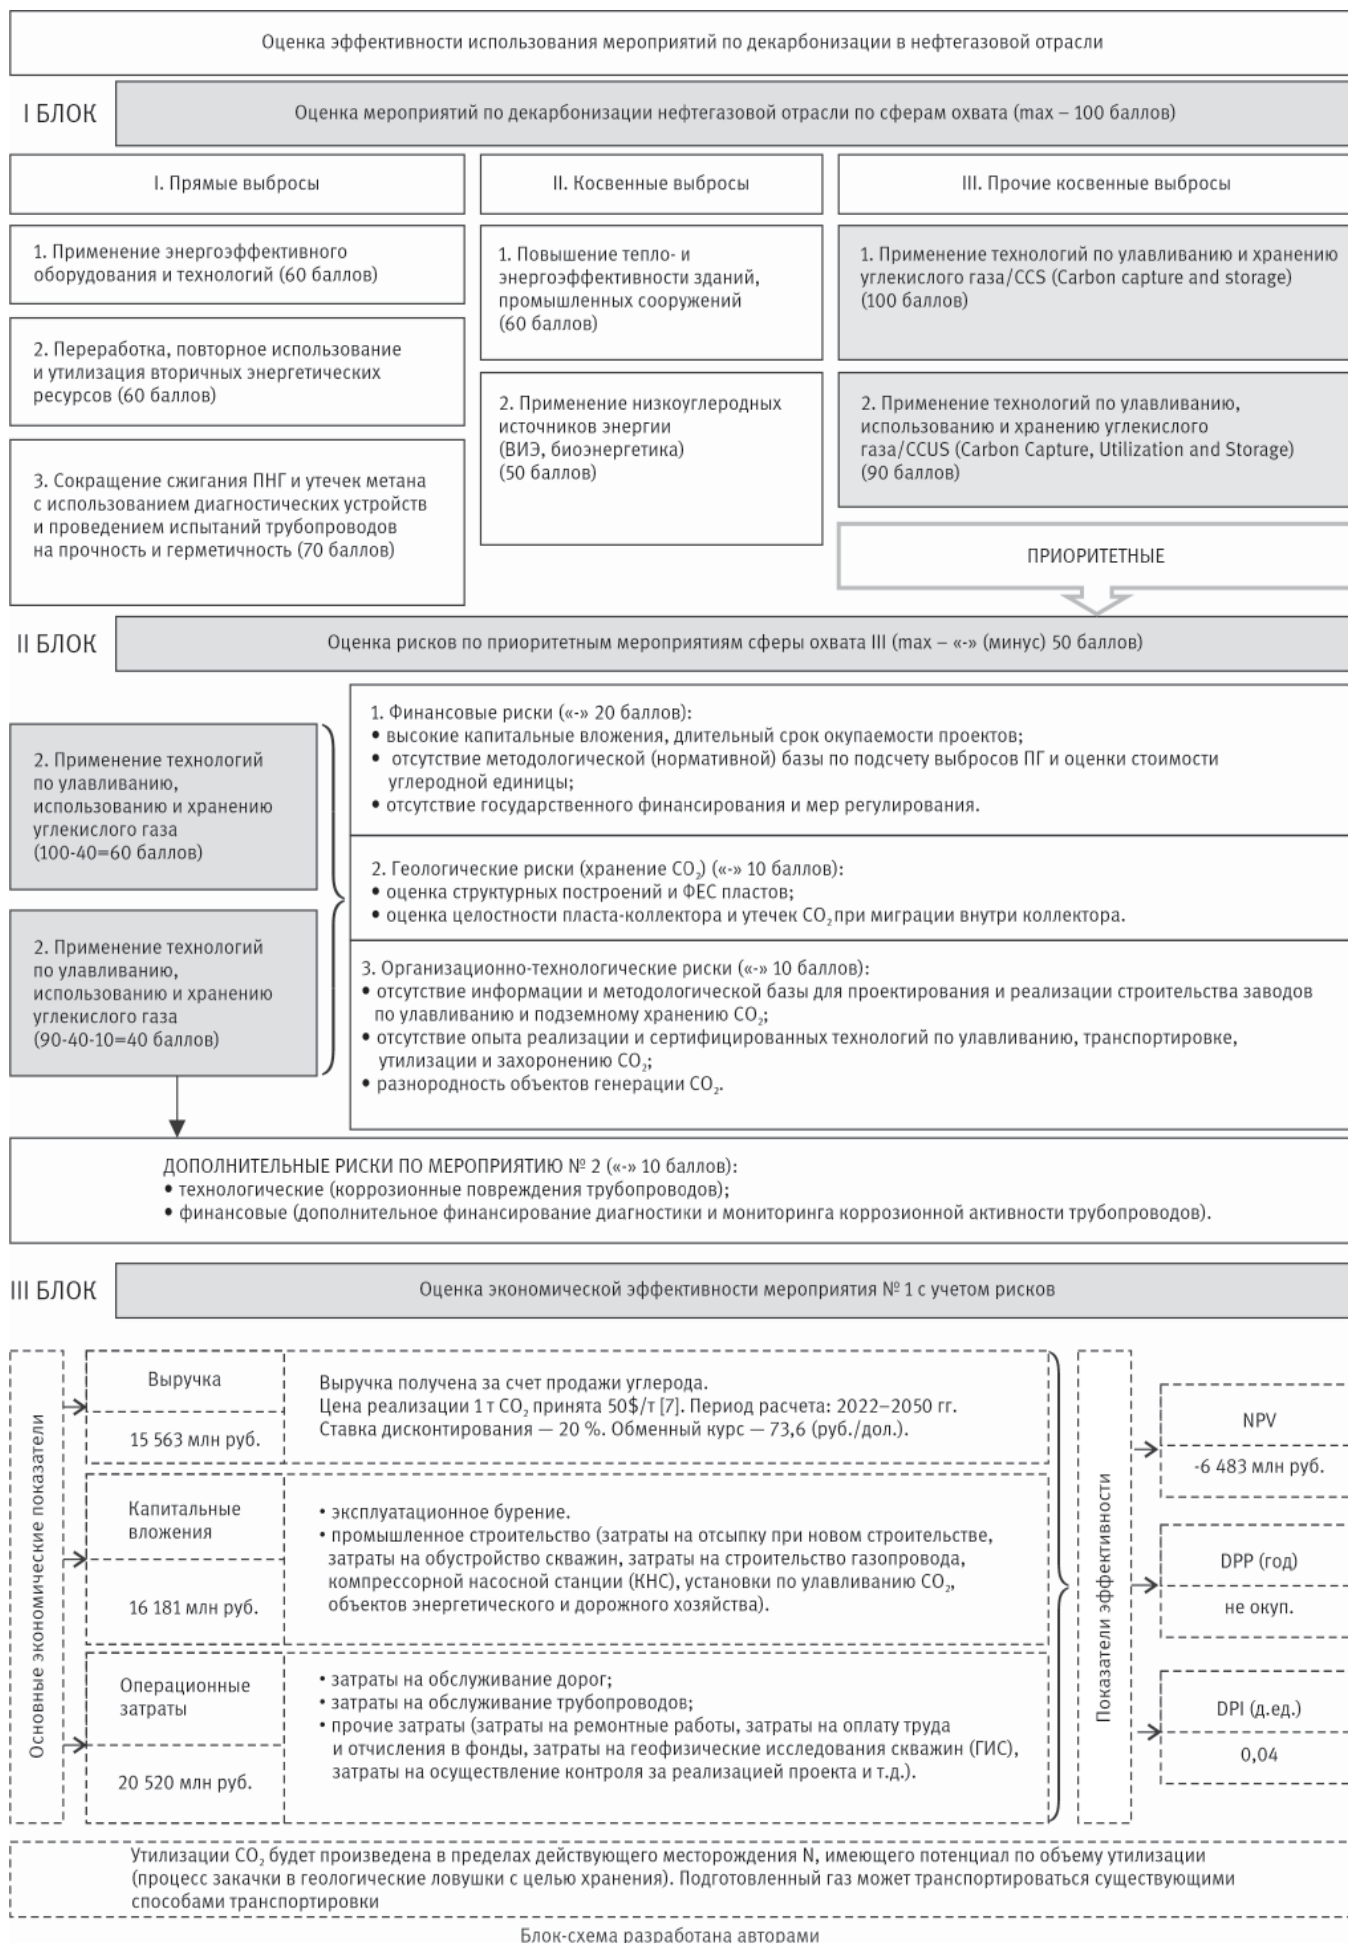 Оценка эффективности использования мероприятий по декарбонизации в нефтегазовой отрасли
I БЛОК
Оценка мероприятий по декарбонизации нефтегазовой отрасли по сферам охвата (max – 100 баллов)
I. Прямые выбросы
II. Косвенные выбросы
III. Прочие косвенные выбросы
1. Применение энергоэффективного
оборудования и технологий (60 баллов)
2. Переработка, повторное использование
и утилизация вторичных энергетических
ресурсов (60 баллов)
3. Сокращение сжигания ПНГ и утечек метана
с использованием диагностических устройств
и проведением испытаний трубопроводов
на прочность и герметичность (70 баллов)
1. Повышение тепло- и
энергоэффективности зданий,
промышленных сооружений
(60 баллов)
2. Применение низкоуглеродных
источников энергии
(ВИЭ, биоэнергетика)
(50 баллов)
1. Применение технологий по улавливанию и хранению
углекислого газа/CCS (Carbon capture and storage)
(100 баллов)
2. Применение технологий по улавливанию,
использованию и хранению углекислого
газа/CCUS (Carbon Capture, Utilization and Storage)
(90 баллов)
ПРИОРИТЕТНЫЕ
II БЛОК
Оценка рисков по приоритетным мероприятиям сферы охвата III (max – «-» (минус) 50 баллов)
2. Применение технологий
по улавливанию,
использованию и хранению
углекислого газа
(100-40=60 баллов)
2. Применение технологий
по улавливанию,
использованию и хранению
углекислого газа
(90-40-10=40 баллов)
1. Финансовые риски («-» 20 баллов):
• высокие капитальные вложения, длительный срок окупаемости проектов;
• отсутствие методологической (нормативной) базы по подсчету выбросов ПГ и оценки стоимости
углеродной единицы;
• отсутствие государственного финансирования и мер регулирования.
2. Геологические риски (хранение CO₂) («-» 10 баллов):
• оценка структурных построений и ФЕС пластов;
• оценка целостности пласта-коллектора и утечек CO₂ при миграции внутри коллектора.
3. Организационно-технологические риски («-» 10 баллов):
• отсутствие информации и методологической базы для проектирования и реализации строительства заводов
по улавливанию и подземному хранению CO₂;
• отсутствие опыта реализации и сертифицированных технологий по улавливанию, транспортировке,
утилизации и захоронению CO₂;
• разнородность объектов генерации CO₂.
ДОПОЛНИТЕЛЬНЫЕ РИСКИ ПО МЕРОПРИЯТИЮ № 2 («-» 10 баллов):
• технологические (коррозионные повреждения трубопроводов);
• финансовые (дополнительное финансирование диагностики и мониторинга коррозионной активности трубопроводов).
III БЛОК
Оценка экономической эффективности мероприятия № 1 с учетом рисков
Основные экономические показатели
Выручка
15 563 млн руб.
Выручка получена за счет продажи углерода.
Цена реализации 1 т CO₂ принята 50$/т [7]. Период расчета: 2022–2050 гг.
Ставка дисконтирования — 20 %. Обменный курс — 73,6 (руб./дол.).
Капитальные
вложения
16 181 млн руб.
• эксплуатационное бурение.
• промышленное строительство (затраты на отсыпку при новом строительстве,
затраты на обустройство скважин, затраты на строительство газопровода,
компрессорной насосной станции (КНС), установки по улавливанию CO₂,
объектов энергетического и дорожного хозяйства).
Операционные
затраты
20 520 млн руб.
• затраты на обслуживание дорог;
• затраты на обслуживание трубопроводов;
• прочие затраты (затраты на ремонтные работы, затраты на оплату труда
и отчисления в фонды, затраты на геофизические исследования скважин (ГИС),
затраты на осуществление контроля за реализацией проекта и т.д.).
Показатели эффективности
NPV
-6 483 млн руб.
DPP (год)
не окуп.
DPI (д.ед.)
0,04
Утилизации CO₂ будет произведена в пределах действующего месторождения N, имеющего потенциал по объему утилизации
(процесс закачки в геологические ловушки с целью хранения). Подготовленный газ может транспортироваться существующими
способами транспортировки
Блок-схема разработана авторами